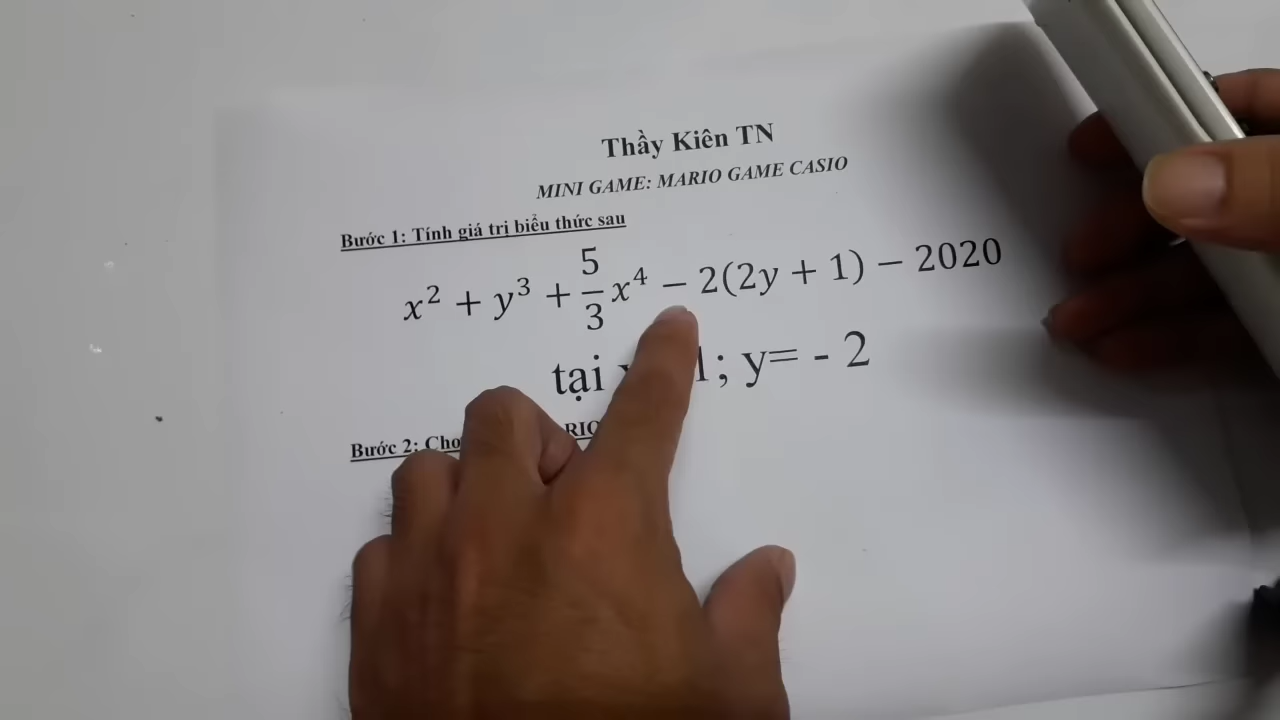 Thầy Kiên TN
MINI GAME: MARIO GAME CASIO
Bước 1: Tính giá trị biểu thức sau
x² + y³ + 5/3 x⁴ − 2(2y + 1) − 2020
tại 1; y= - 2
Bước 2: